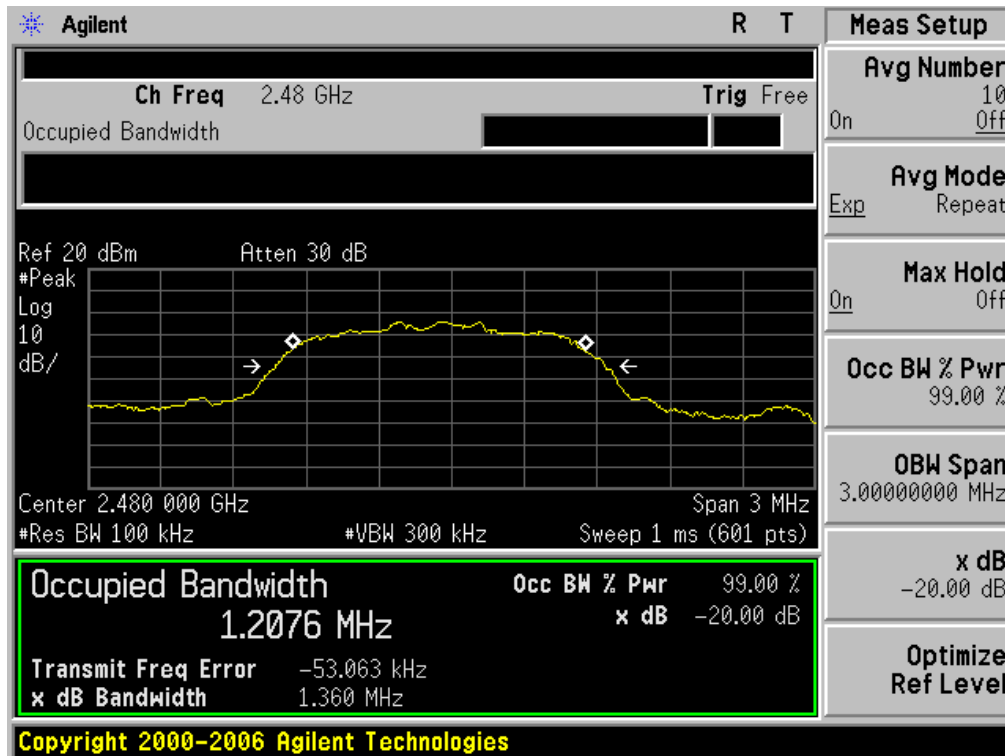 Agilent R T
Meas Setup
Ch Freq 2.48 GHz Trig Free
Occupied Bandwidth
Ref 20 dBm Atten 30 dB
#Peak
Log
10
dB/
Center 2.480 000 GHz Span 3 MHz
#Res BW 100 kHz #VBW 300 kHz Sweep 1 ms (601 pts)
Occupied Bandwidth Occ BW % Pwr 99.00 %
1.2076 MHz x dB -20.00 dB
Transmit Freq Error -53.063 kHz
x dB Bandwidth 1.360 MHz
Copyright 2000-2006 Agilent Technologies
Avg Number
10
On Off
Avg Mode
Exp Repeat
Max Hold
On Off
Occ BW % Pwr
99.00 %
OBW Span
3.00000000 MHz
x dB
-20.00 dB
Optimize
Ref Level